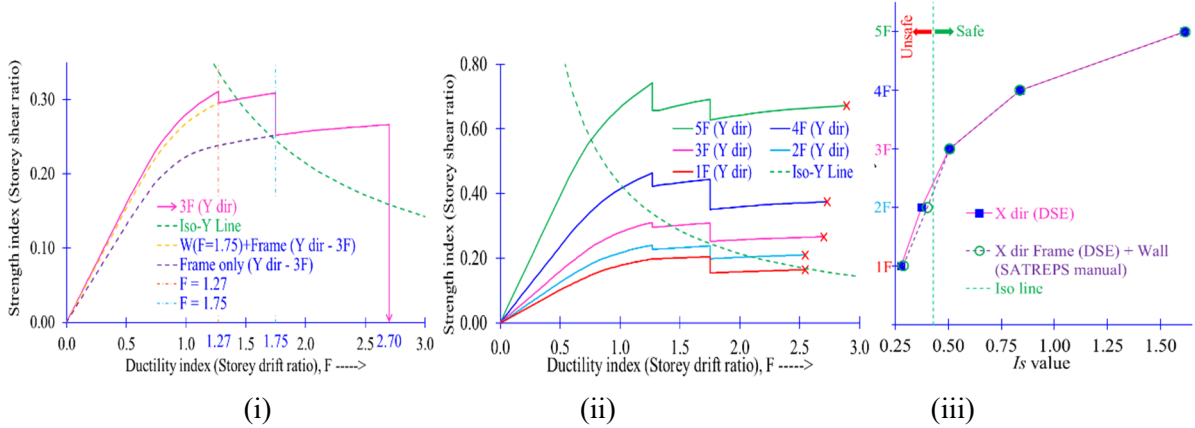 Strength index (Storey shear ratio)
0.30
0.20
0.10
0.00
3F (Y dir)
Iso-Y Line
W(F=1.75)+Frame (Y dir - 3F)
Frame only (Y dir - 3F)
F = 1.27
F = 1.75
0.0 0.5 1.0 1.27 1.5 1.75 2.0 2.5 2.70 3.0
Ductility index (Storey drift ratio), F ----->
(i)
Strength index (Storey shear ratio)
0.80
0.60
0.40
0.20
0.00
5F (Y dir) 4F (Y dir)
3F (Y dir) 2F (Y dir)
1F (Y dir) Iso-Y Line
0.0 0.5 1.0 1.5 2.0 2.5 3.0
Ductility index (Storey drift ratio), F ----->
(ii)
5F
4F
3F
2F
1F
Unsafe
Safe
X dir (DSE)
X dir Frame (DSE) + Wall
(SATREPS manual)
Iso line
0.25 0.50 0.75 1.00 1.25 1.50
Is value
(iii)